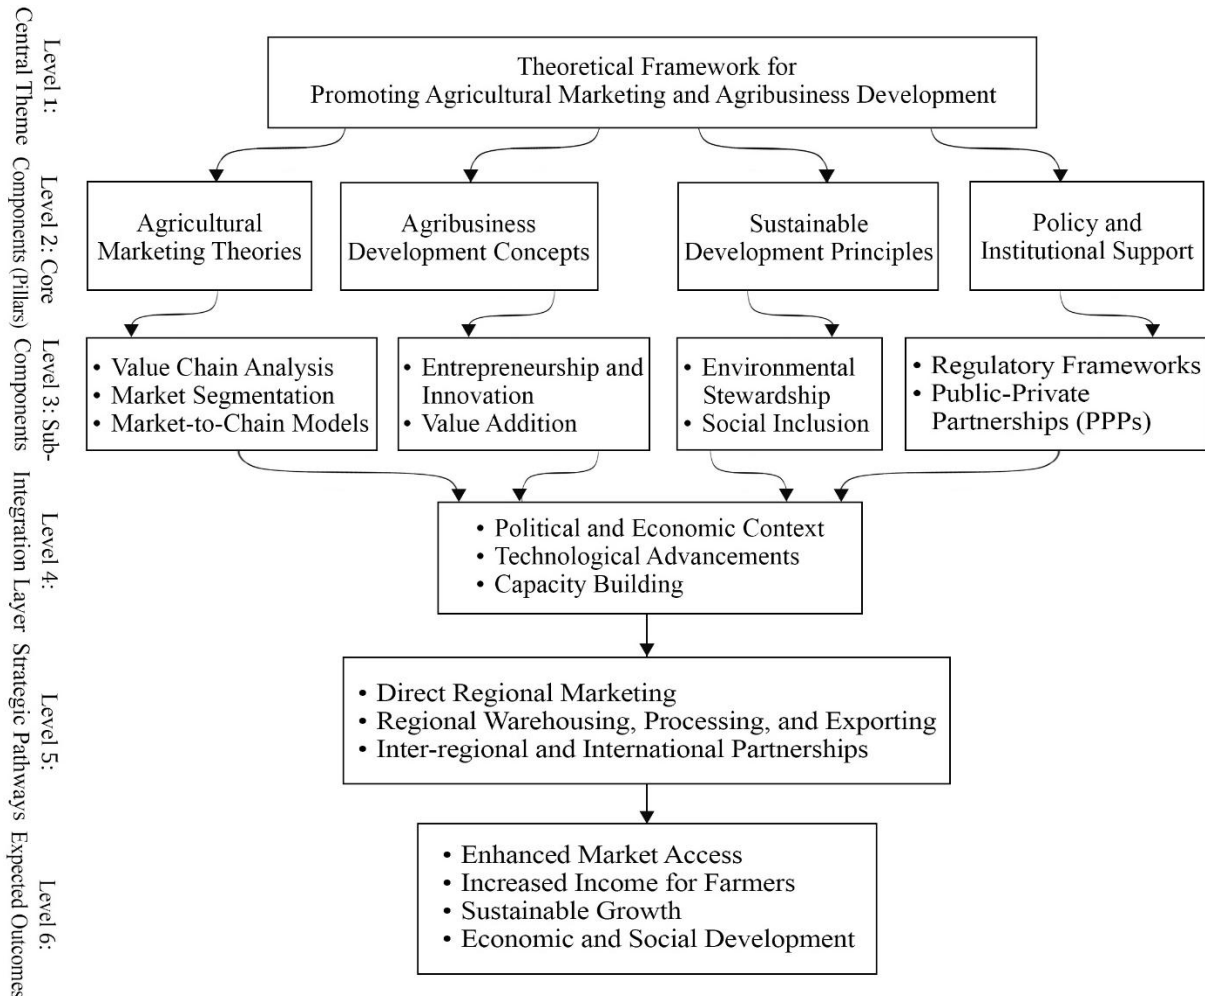 Level 1:
Central Theme
Theoretical Framework for
Promoting Agricultural Marketing and Agribusiness Development
Level 2: Core
Components (Pillars)
Agricultural
Marketing Theories
Agribusiness
Development Concepts
Sustainable
Development Principles
Policy and
Institutional Support
Level 3: Sub-
Components
• Value Chain Analysis
• Market Segmentation
• Market-to-Chain Models
• Entrepreneurship and
Innovation
• Value Addition
• Environmental
Stewardship
• Social Inclusion
• Regulatory Frameworks
• Public-Private
Partnerships (PPPs)
Level 4:
Integration Layer
• Political and Economic Context
• Technological Advancements
• Capacity Building
Level 5:
Strategic Pathways
• Direct Regional Marketing
• Regional Warehousing, Processing, and Exporting
• Inter-regional and International Partnerships
Level 6:
Expected Outcomes
• Enhanced Market Access
• Increased Income for Farmers
• Sustainable Growth
• Economic and Social Development